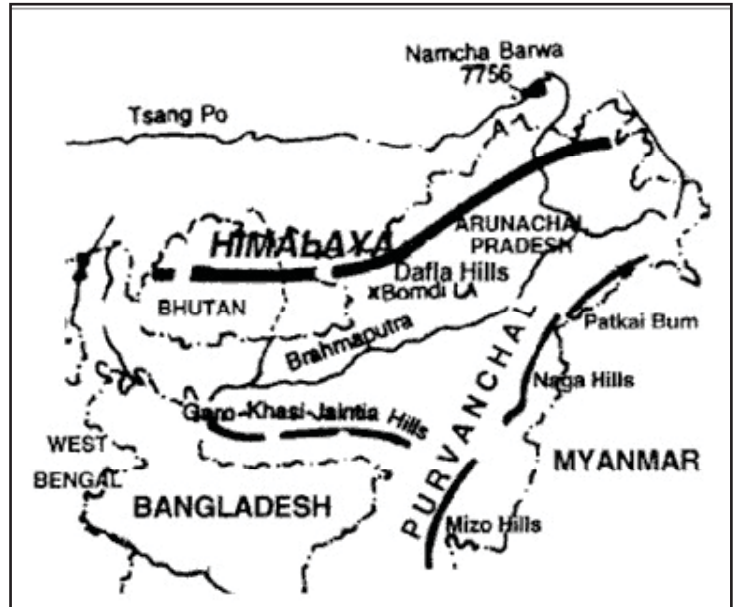 Namcha Barwa
7756
Tsang Po
HIMALAYA
ARUNACHAL
PRADESH
Dafla Hills
xBomdi LA
BHUTAN
Brahmaputra
Patkai Bum
PURVANCHAL
Naga Hills
Garo-Khasi-Jaintia Hills
WEST
BENGAL
MYANMAR
BANGLADESH
Mizo Hills